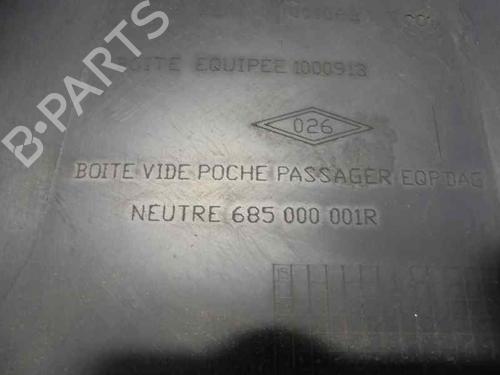 BOITE EQUIPEE 1000913
026
BOITE VIDE POCHE PASSAGER EQP DAG
NEUTRE 685 000 001R
B-PARTS